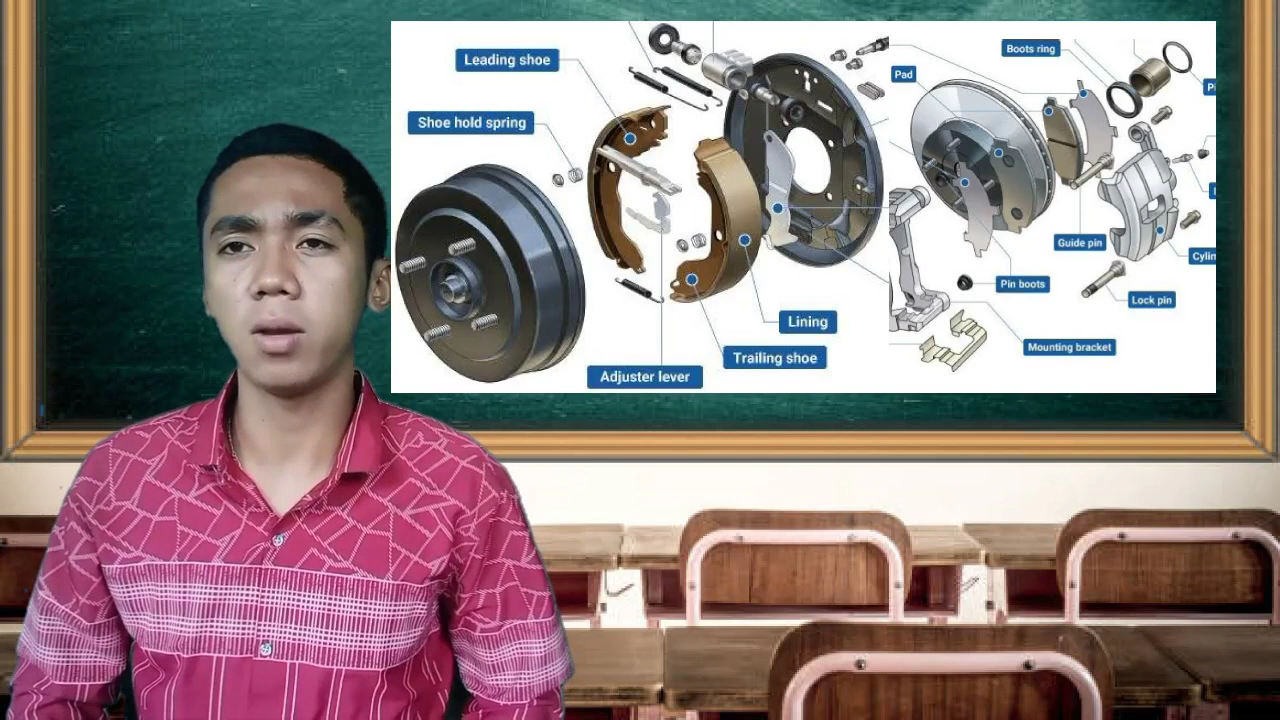 Leading shoe
Shoe hold spring
Lining
Trailing shoe
Adjuster lever
Boots ring
Pad
Guide pin
Pin boots
Lock pin
Mounting bracket